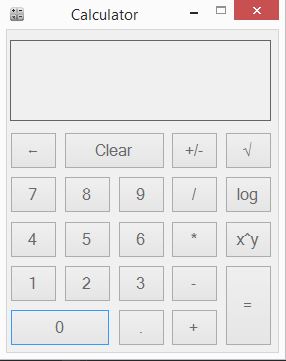 Calculator
← Clear +/- √
7 8 9 / log
4 5 6 * x^y
1 2 3 - =
0 . +